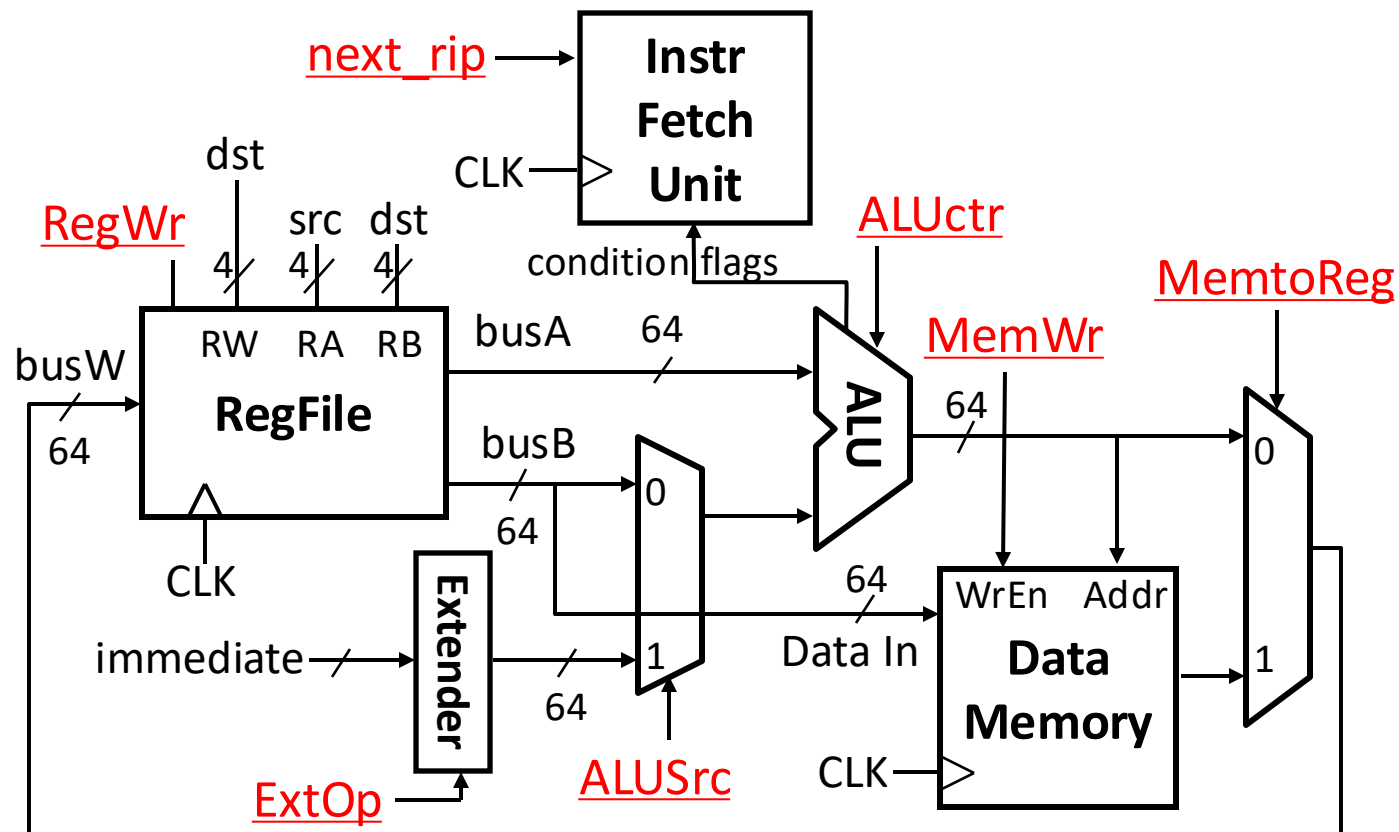 next_rip
Instr
Fetch
Unit
CLK
dst
RegWr
src
dst
4
4
4
condition flags
ALUctr
MemtoReg
MemWr
busW
64
RW
RA
RB
RegFile
busA
64
ALU
64
0
busB
64
0
CLK
Extender
64
WrEn
Addr
immediate
64
1
Data In
Data
Memory
1
CLK
ExtOp
ALUSrc